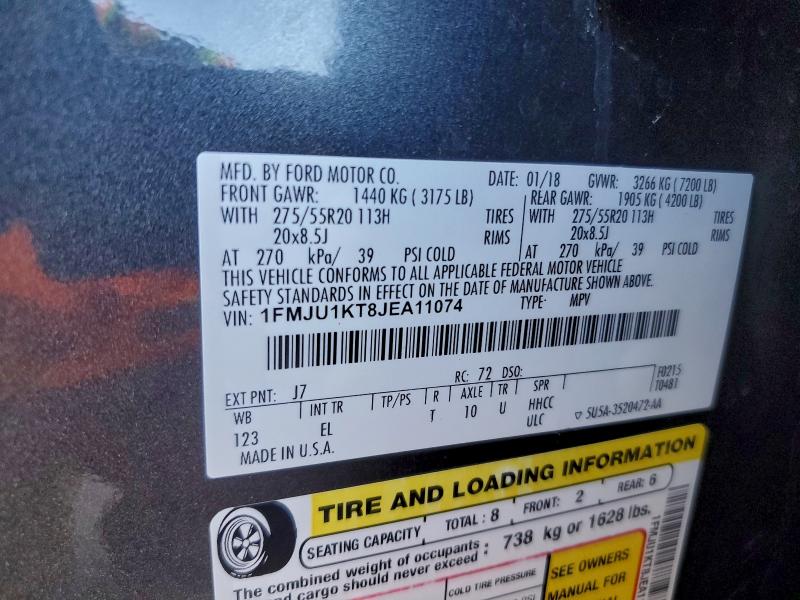 MFD. BY FORD MOTOR CO. DATE: 01/18 GVWR: 3266 KG ( 7200 LB)
FRONT GAWR: 1440 KG ( 3175 LB) REAR GAWR: 1905 KG ( 4200 LB)
WITH 275/55R20 113H TIRES WITH 275/55R20 113H TIRES
20x8.5J RIMS 20x8.5J RIMS
AT 270 kPa/ 39 PSI COLD AT 270 kPa/ 39 PSI COLD
THIS VEHICLE CONFORMS TO ALL APPLICABLE FEDERAL MOTOR VEHICLE
SAFETY STANDARDS IN EFFECT ON THE DATE OF MANUFACTURE SHOWN ABOVE.
VIN: 1FMJU1KT8JEA11074 TYPE: MPV
EXT PNT: J7 RC: 72 DSO: F0215
T0481
WB INT TR TP/PS R AXLE TR SPR
123 EL T 10 U HHCC
ULC ▽ 5U5A-3520472-AA
MADE IN U.S.A.
TIRE AND LOADING INFORMATION
SEATING CAPACITY TOTAL : 8 FRONT: 2 REAR: 6
The combined weight of occupants : 738 kg or 1628 lbs.
and cargo should never exceed :
COLD TIRE PRESSURE SEE OWNERS
MANUAL FOR